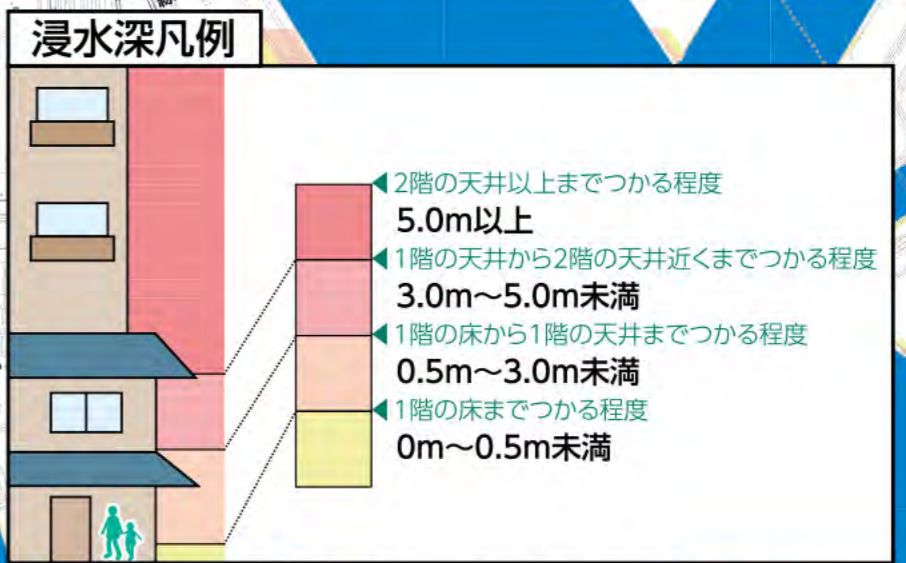 浸水深凡例
◀2階の天井以上までつかる程度
5.0m以上
◀1階の天井から2階の天井近くまでつかる程度
3.0m～5.0m未満
◀1階の床から1階の天井までつかる程度
0.5m～3.0m未満
◀1階の床までつかる程度
0m～0.5m未満